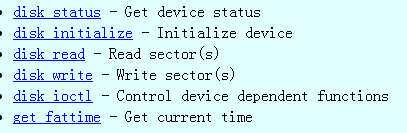 disk_status - Get device status
disk_initialize - Initialize device
disk_read - Read sector(s)
disk_write - Write sector(s)
disk_ioctl - Control device dependent functions
get_fattime - Get current time